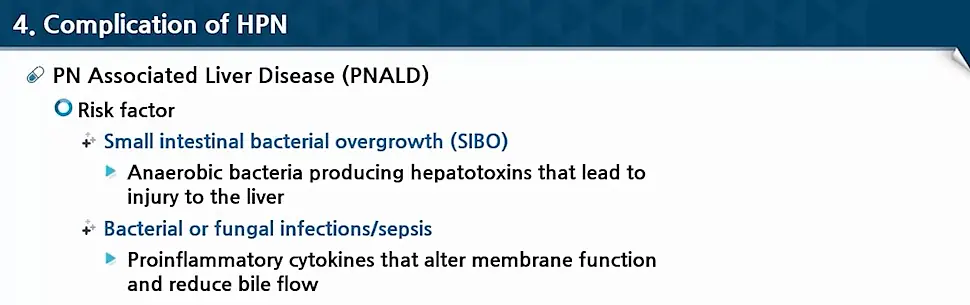 4. Complication of HPN
PN Associated Liver Disease (PNALD)
Risk factor
Small intestinal bacterial overgrowth (SIBO)
Anaerobic bacteria producing hepatotoxins that lead to
injury to the liver
Bacterial or fungal infections/sepsis
Proinflammatory cytokines that alter membrane function
and reduce bile flow